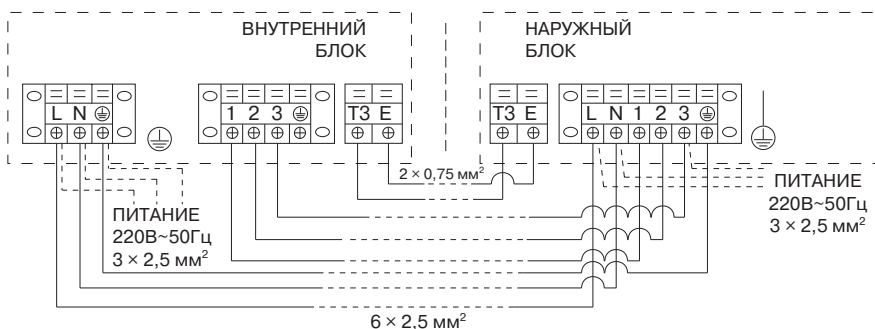 ВНУТРЕННИЙ
БЛОК
НАРУЖНЫЙ
БЛОК
L N
1 2 3
T3 E
T3 E
L N 1 2 3
2 × 0,75 мм²
ПИТАНИЕ
220В~50Гц
3 × 2,5 мм²
ПИТАНИЕ
220В~50Гц
3 × 2,5 мм²
6 × 2,5 мм²